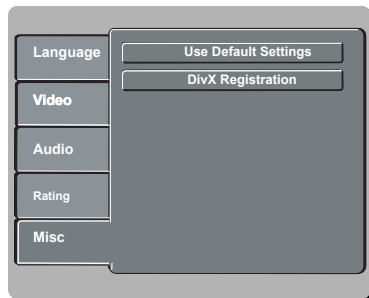 Language
Video
Audio
Rating
Misc
Use Default Settings
DivX Registration